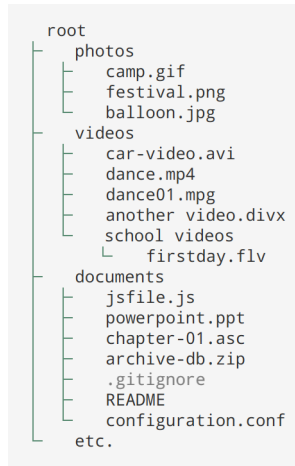 root
photos
camp.gif
festival.png
balloon.jpg
videos
car-video.avi
dance.mp4
dance01.mpg
another video.divx
school videos
firstday.flv
documents
jsfile.js
powerpoint.ppt
chapter-01.asc
archive-db.zip
.gitignore
README
configuration.conf
etc.